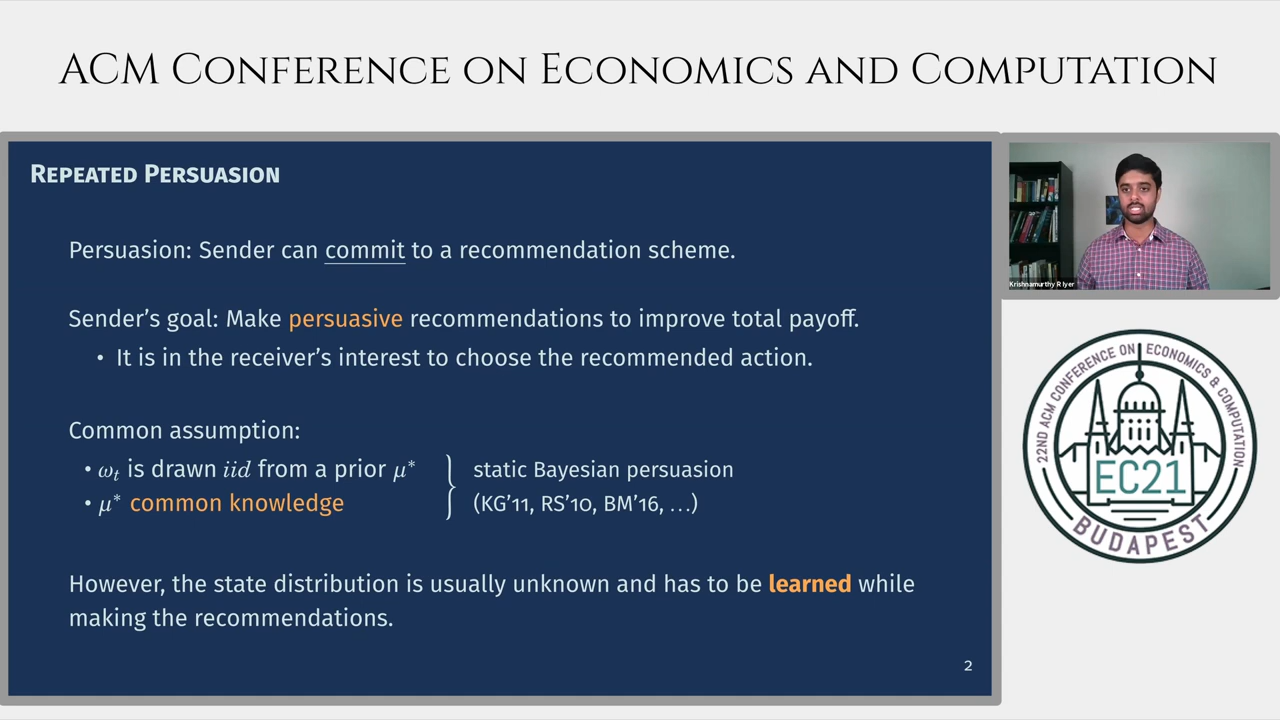 ACM Conference on Economics and Computation
Repeated Persuasion
Persuasion: Sender can commit to a recommendation scheme.
Sender's goal: Make persuasive recommendations to improve total payoff.
• It is in the receiver's interest to choose the recommended action.
Common assumption:
• ωₜ is drawn iid from a prior μ*
• μ* common knowledge
static Bayesian persuasion
(KG'11, RS'10, BM'16, …)
However, the state distribution is usually unknown and has to be learned while
making the recommendations.
2
Krishnamurthy R Iyer
22ND ACM CONFERENCE ON ECONOMICS & COMPUTATION
EC21
BUDAPEST